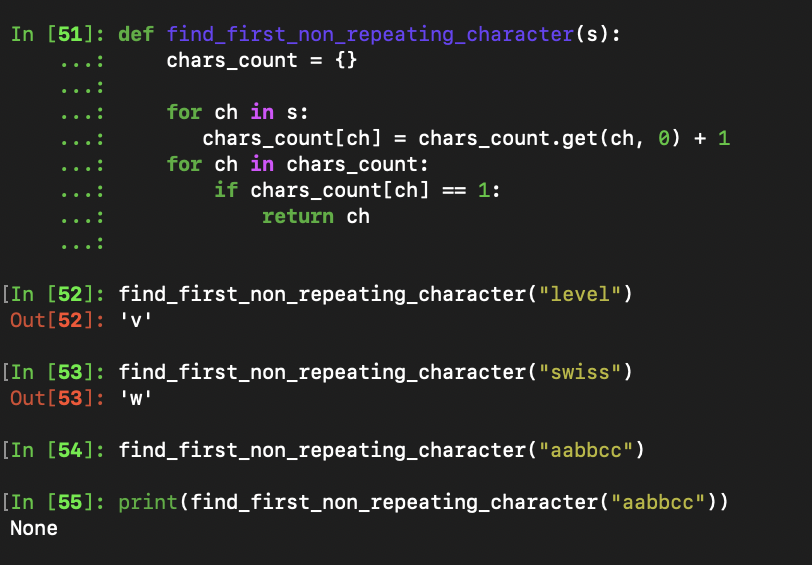 In [51]: def find_first_non_repeating_character(s):
    ...:     chars_count = {}
    ...:
    ...:     for ch in s:
    ...:        chars_count[ch] = chars_count.get(ch, 0) + 1
    ...:     for ch in chars_count:
    ...:         if chars_count[ch] == 1:
    ...:             return ch
    ...:
[In [52]: find_first_non_repeating_character("level")
Out[52]: 'v'
[In [53]: find_first_non_repeating_character("swiss")
Out[53]: 'w'
[In [54]: find_first_non_repeating_character("aabbcc")
[In [55]: print(find_first_non_repeating_character("aabbcc"))
None